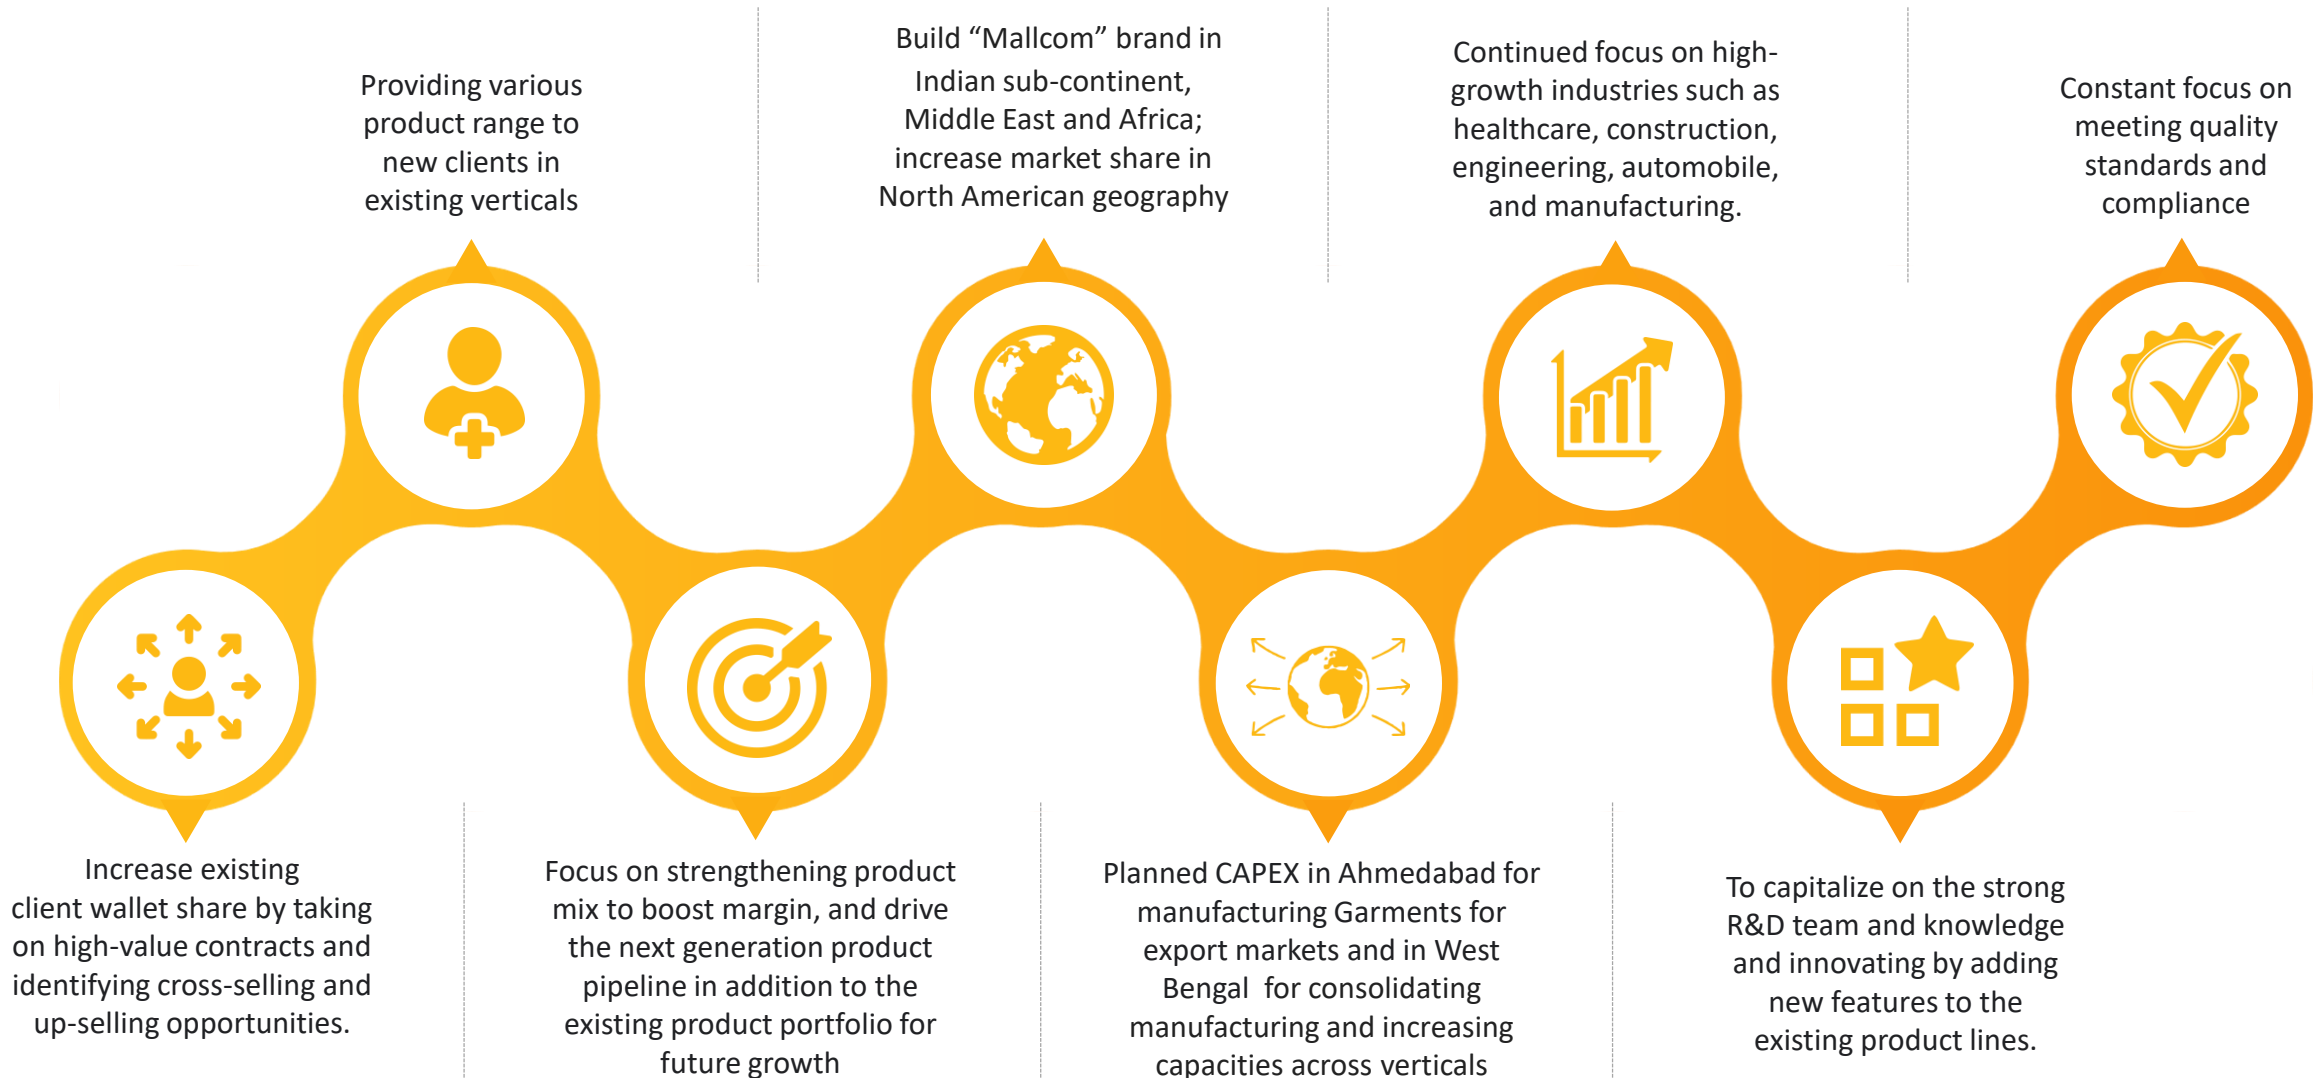 Providing various
product range to
new clients in
existing verticals
Build “Mallcom” brand in
Indian sub-continent,
Middle East and Africa;
increase market share in
North American geography
Continued focus on high-
growth industries such as
healthcare, construction,
engineering, automobile,
and manufacturing.
Constant focus on
meeting quality
standards and
compliance
Increase existing
client wallet share by taking
on high-value contracts and
identifying cross-selling and
up-selling opportunities.
Focus on strengthening product
mix to boost margin, and drive
the next generation product
pipeline in addition to the
existing product portfolio for
future growth
Planned CAPEX in Ahmedabad for
manufacturing Garments for
export markets and in West
Bengal  for consolidating
manufacturing and increasing
capacities across verticals
To capitalize on the strong
R&D team and knowledge
and innovating by adding
new features to the
existing product lines.